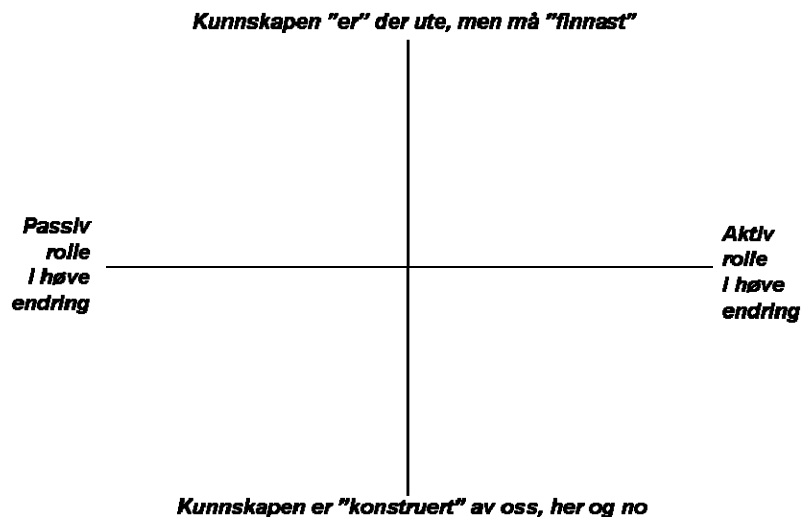 Kunnskapen ”er” der ute, men må ”finnast”
Passiv
rolle
i høve
endring
Aktiv
rolle
i høve
endring
Kunnskapen er ”konstruert” av oss, her og no